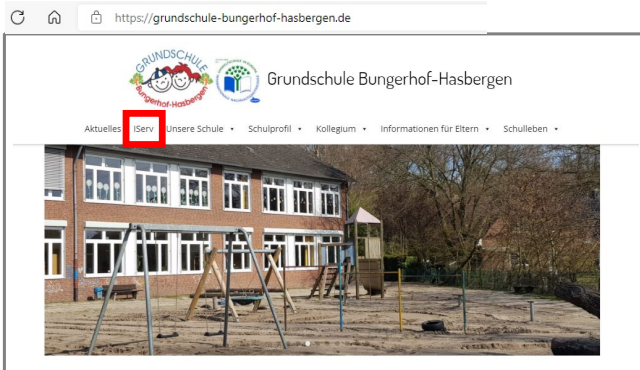 https://grundschule-bungerhof-hasbergen.de
GRUNDSCHULE
Bungerhof-Hasbergen
Grundschule Bungerhof-Hasbergen
Aktuelles IServ Unsere Schule • Schulprofil • Kollegium • Informationen für Eltern • Schulleben •